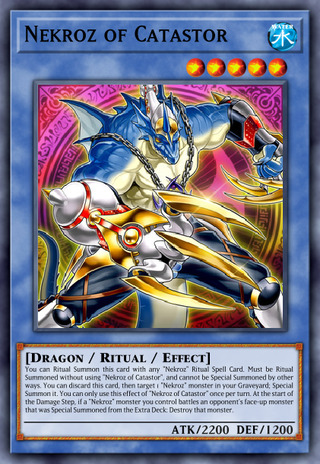 NEKROZ OF CATASTOR
WATER
水
[DRAGON / RITUAL / EFFECT]
You can Ritual Summon this card with any "Nekroz" Ritual Spell Card. Must be Ritual
Summoned without using "Nekroz of Catastor", and cannot be Special Summoned by other
ways. You can discard this card, then target 1 "Nekroz" monster in your Graveyard; Special
Summon it. You can only use this effect of "Nekroz of Catastor" once per turn. At the start of
the Damage Step, if a "Nekroz" monster you control battles an opponent's face-up monster
that was Special Summoned from the Extra Deck: Destroy that monster.
ATK/2200 DEF/1200